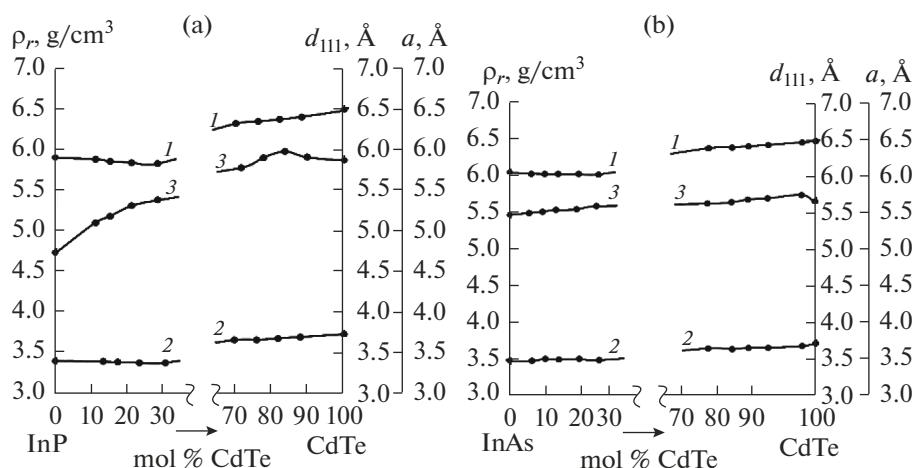 (a)
ρr, g/cm³ d111, Å a, Å
7.0 7.0 7.0
6.5 6.5 6.5
6.0 6.0 6.0
5.5 5.5 5.5
5.0 5.0 5.0
4.5 4.5 4.5
4.0 4.0 4.0
3.5 3.5 3.5
3.0 3.0 3.0
1 1
3 3
2 2
0 10 20 30 70 80 90 100
InP CdTe
mol % CdTe
(b)
ρr, g/cm³ d111, Å a, Å
7.0 7.0 7.0
6.5 6.5 6.5
6.0 6.0 6.0
5.5 5.5 5.5
5.0 5.0 5.0
4.5 4.5 4.5
4.0 4.0 4.0
3.5 3.5 3.5
3.0 3.0 3.0
1 1
3 3
2 2
0 10 20 30 70 80 90 100
InAs CdTe
mol % CdTe